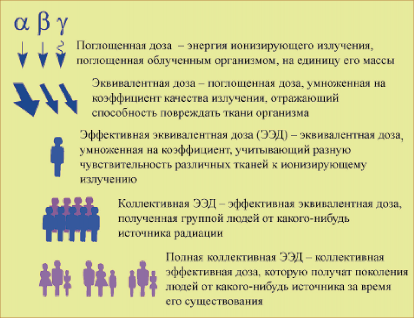 α β γ
Поглощенная доза – энергия ионизирующего излучения,
поглощенная облученным организмом, на единицу его массы
Эквивалентная доза – поглощенная доза, умноженная на
коэффициент качества излучения, отражающий
способность повреждать ткани организма
Эффективная эквивалентная доза (ЭЭД) – эквивалентная доза,
умноженная на коэффициент, учитывающий разную
чувствительность различных тканей к ионизирующему
излучению
Коллективная ЭЭД – эффективная эквивалентная доза,
полученная группой людей от какого-нибудь
источника радиации
Полная коллективная ЭЭД – коллективная
эффективная доза, которую получат поколения
людей от какого-нибудь источника за время
его существования